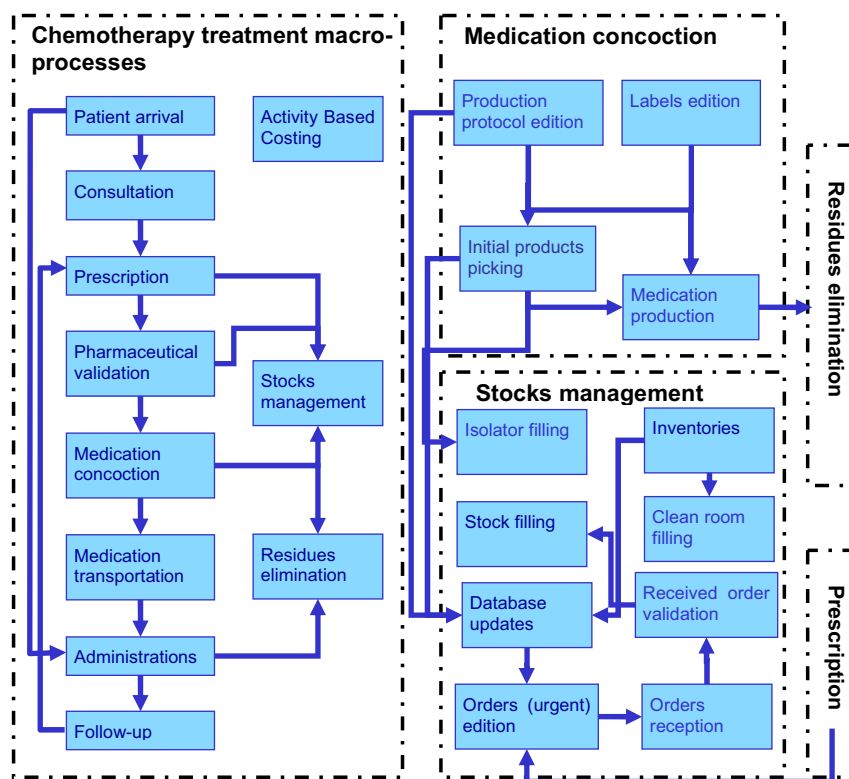 Chemotherapy treatment macro-
processes
Patient arrival
Activity Based
Costing
Consultation
Prescription
Pharmaceutical
validation
Stocks
management
Medication
concoction
Medication
transportation
Residues
elimination
Administrations
Follow-up
Medication concoction
Production
protocol edition
Labels edition
Initial products
picking
Medication
production
Residues elimination
Stocks management
Isolator filling
Inventories
Stock filling
Clean room
filling
Database
updates
Received order
validation
Orders (urgent)
edition
Orders
reception
Prescription